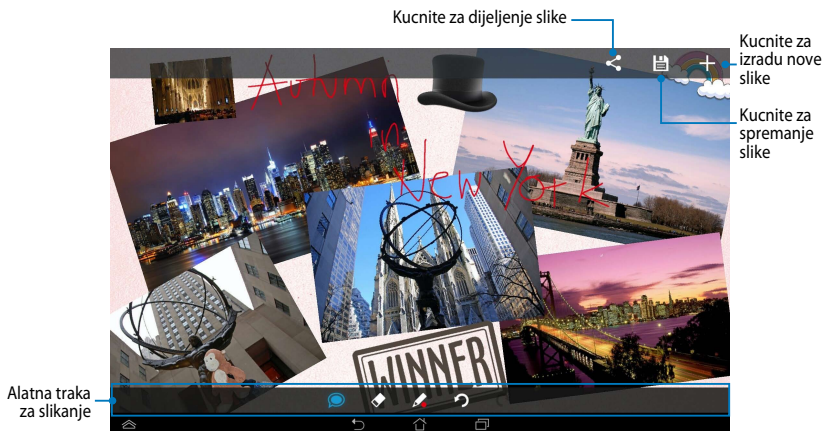 Kucnite za dijeljenje slike
Kucnite za
izradu nove
slike
Kucnite za
spremanje
slike
Autumn
in
New York
WINNER
Alatna traka
za slikanje